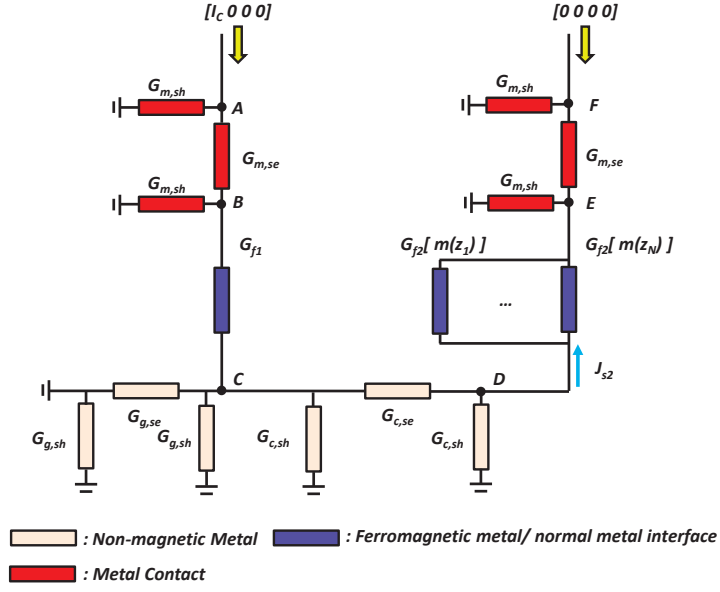 [I_C 0 0 0] [0 0 0 0]
G_m,sh A G_m,sh F
G_m,se G_m,se
G_m,sh B G_m,sh E
G_f1 G_f2[ m(z_1) ] G_f2[ m(z_N) ]
...
J_s2
C D
G_g,sh G_g,se G_g,sh G_c,sh G_c,se G_c,sh
: Non-magnetic Metal : Ferromagnetic metal/ normal metal interface
: Metal Contact